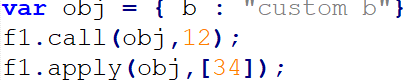 var obj = { b : "custom b"}
f1.call(obj,12);
f1.apply(obj,[34]);